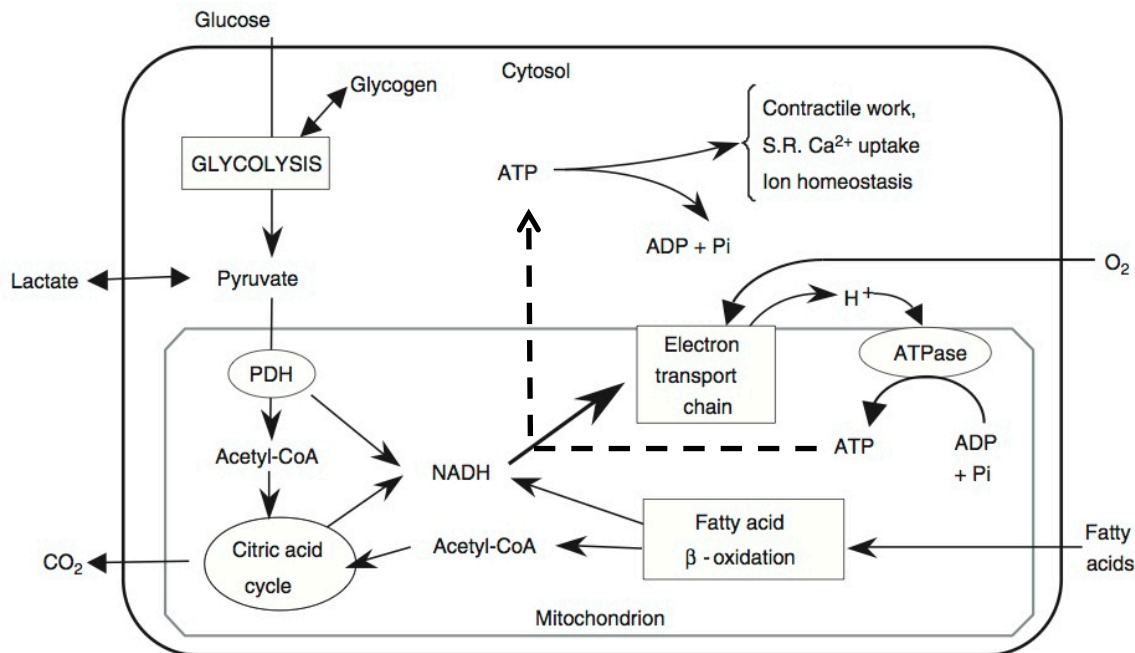 Glucose
Cytosol
Glycogen
Contractile work,
S.R. Ca²⁺ uptake
Ion homeostasis
GLYCOLYSIS
ATP
ADP + Pi
Lactate
Pyruvate
O₂
H⁺
Electron
transport
chain
ATPase
PDH
Acetyl-CoA
NADH
ATP
ADP
+ Pi
Fatty acid
β - oxidation
Acetyl-CoA
Citric acid
cycle
CO₂
Fatty
acids
Mitochondrion